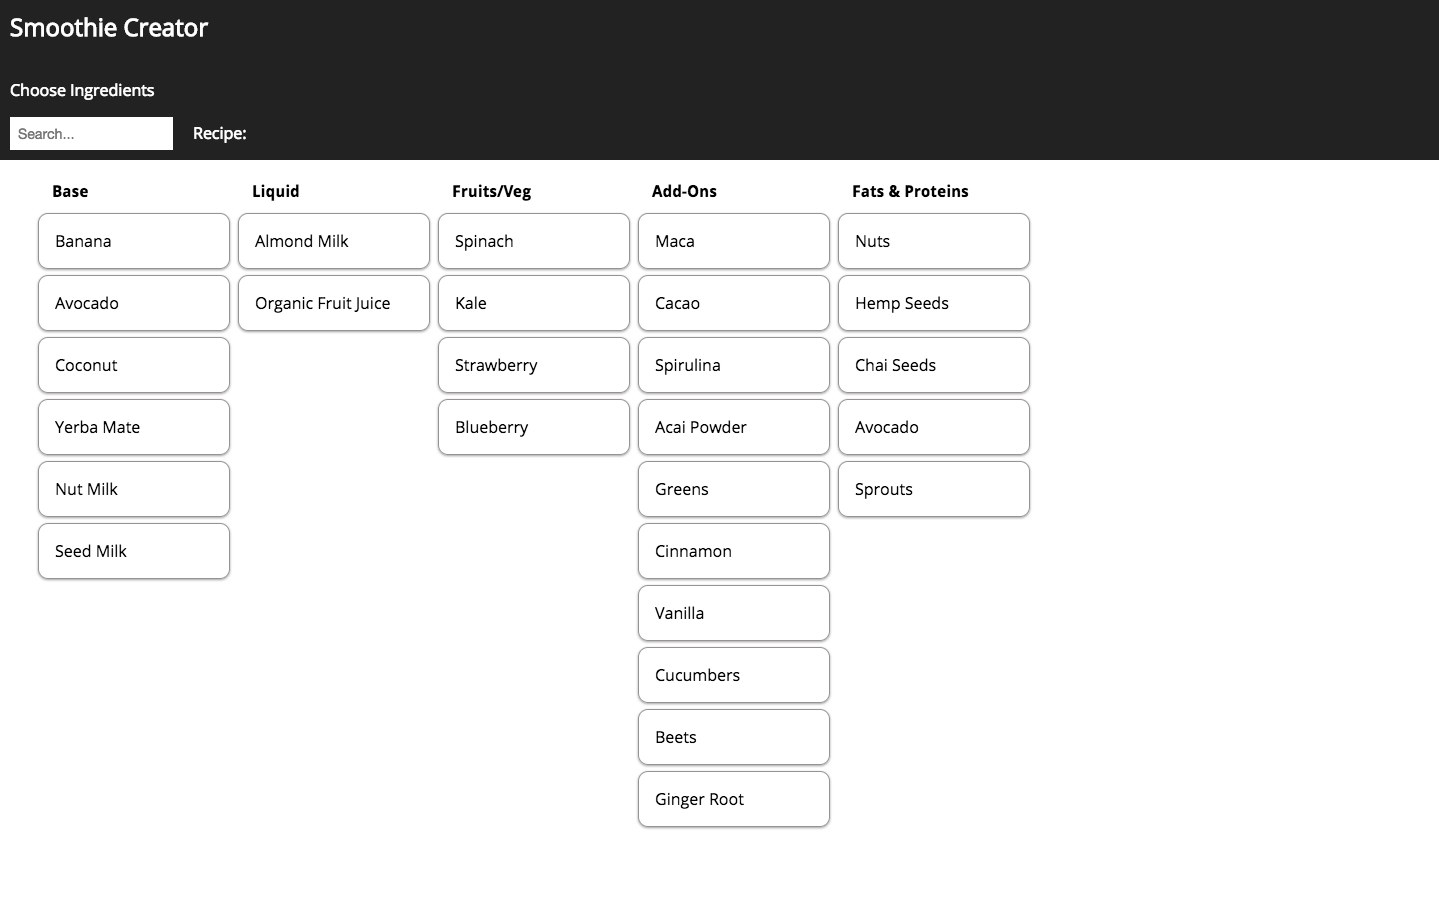 Smoothie Creator
Choose Ingredients
Search...
Recipe:
Base
Banana
Avocado
Coconut
Yerba Mate
Nut Milk
Seed Milk
Liquid
Almond Milk
Organic Fruit Juice
Fruits/Veg
Spinach
Kale
Strawberry
Blueberry
Add-Ons
Maca
Cacao
Spirulina
Acai Powder
Greens
Cinnamon
Vanilla
Cucumbers
Beets
Ginger Root
Fats & Proteins
Nuts
Hemp Seeds
Chai Seeds
Avocado
Sprouts